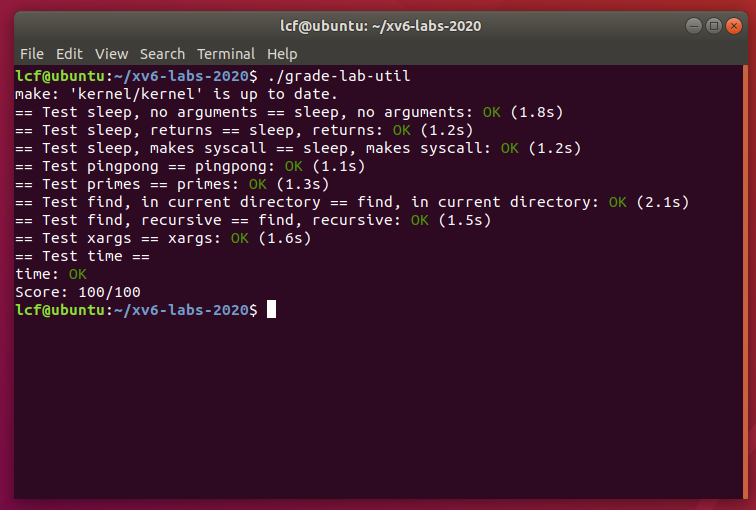 lcf@ubuntu: ~/xv6-labs-2020
File Edit View Search Terminal Help
lcf@ubuntu:~/xv6-labs-2020$ ./grade-lab-util
make: 'kernel/kernel' is up to date.
== Test sleep, no arguments == sleep, no arguments: OK (1.8s)
== Test sleep, returns == sleep, returns: OK (1.2s)
== Test sleep, makes syscall == sleep, makes syscall: OK (1.2s)
== Test pingpong == pingpong: OK (1.1s)
== Test primes == primes: OK (1.3s)
== Test find, in current directory == find, in current directory: OK (2.1s)
== Test find, recursive == find, recursive: OK (1.5s)
== Test xargs == xargs: OK (1.6s)
== Test time ==
time: OK
Score: 100/100
lcf@ubuntu:~/xv6-labs-2020$